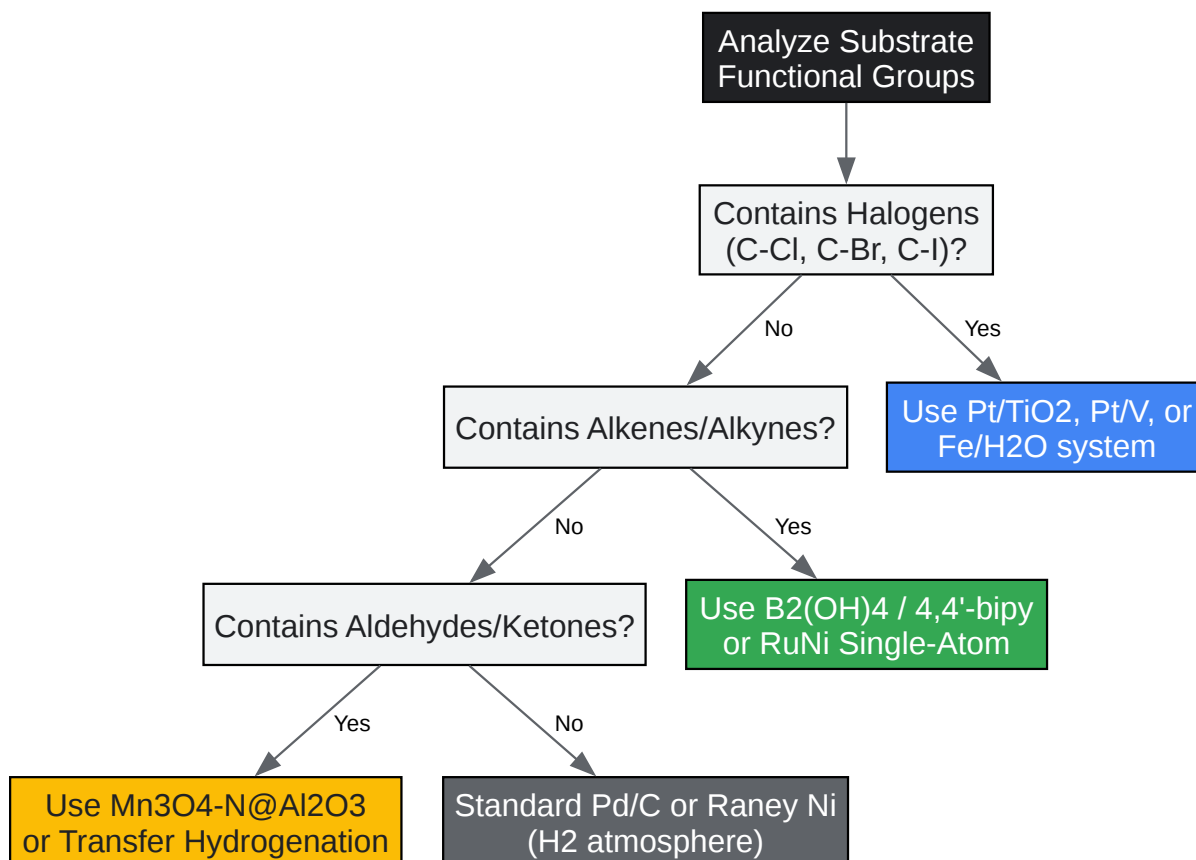 Analyze Substrate
Functional Groups
Contains Halogens
(C-Cl, C-Br, C-I)?
No
Yes
Contains Alkenes/Alkynes?
Use Pt/TiO2, Pt/V, or
Fe/H2O system
No
Yes
Contains Aldehydes/Ketones?
Use B2(OH)4 / 4,4'-bipy
or RuNi Single-Atom
Yes
No
Use Mn3O4-N@Al2O3
or Transfer Hydrogenation
Standard Pd/C or Raney Ni
(H2 atmosphere)